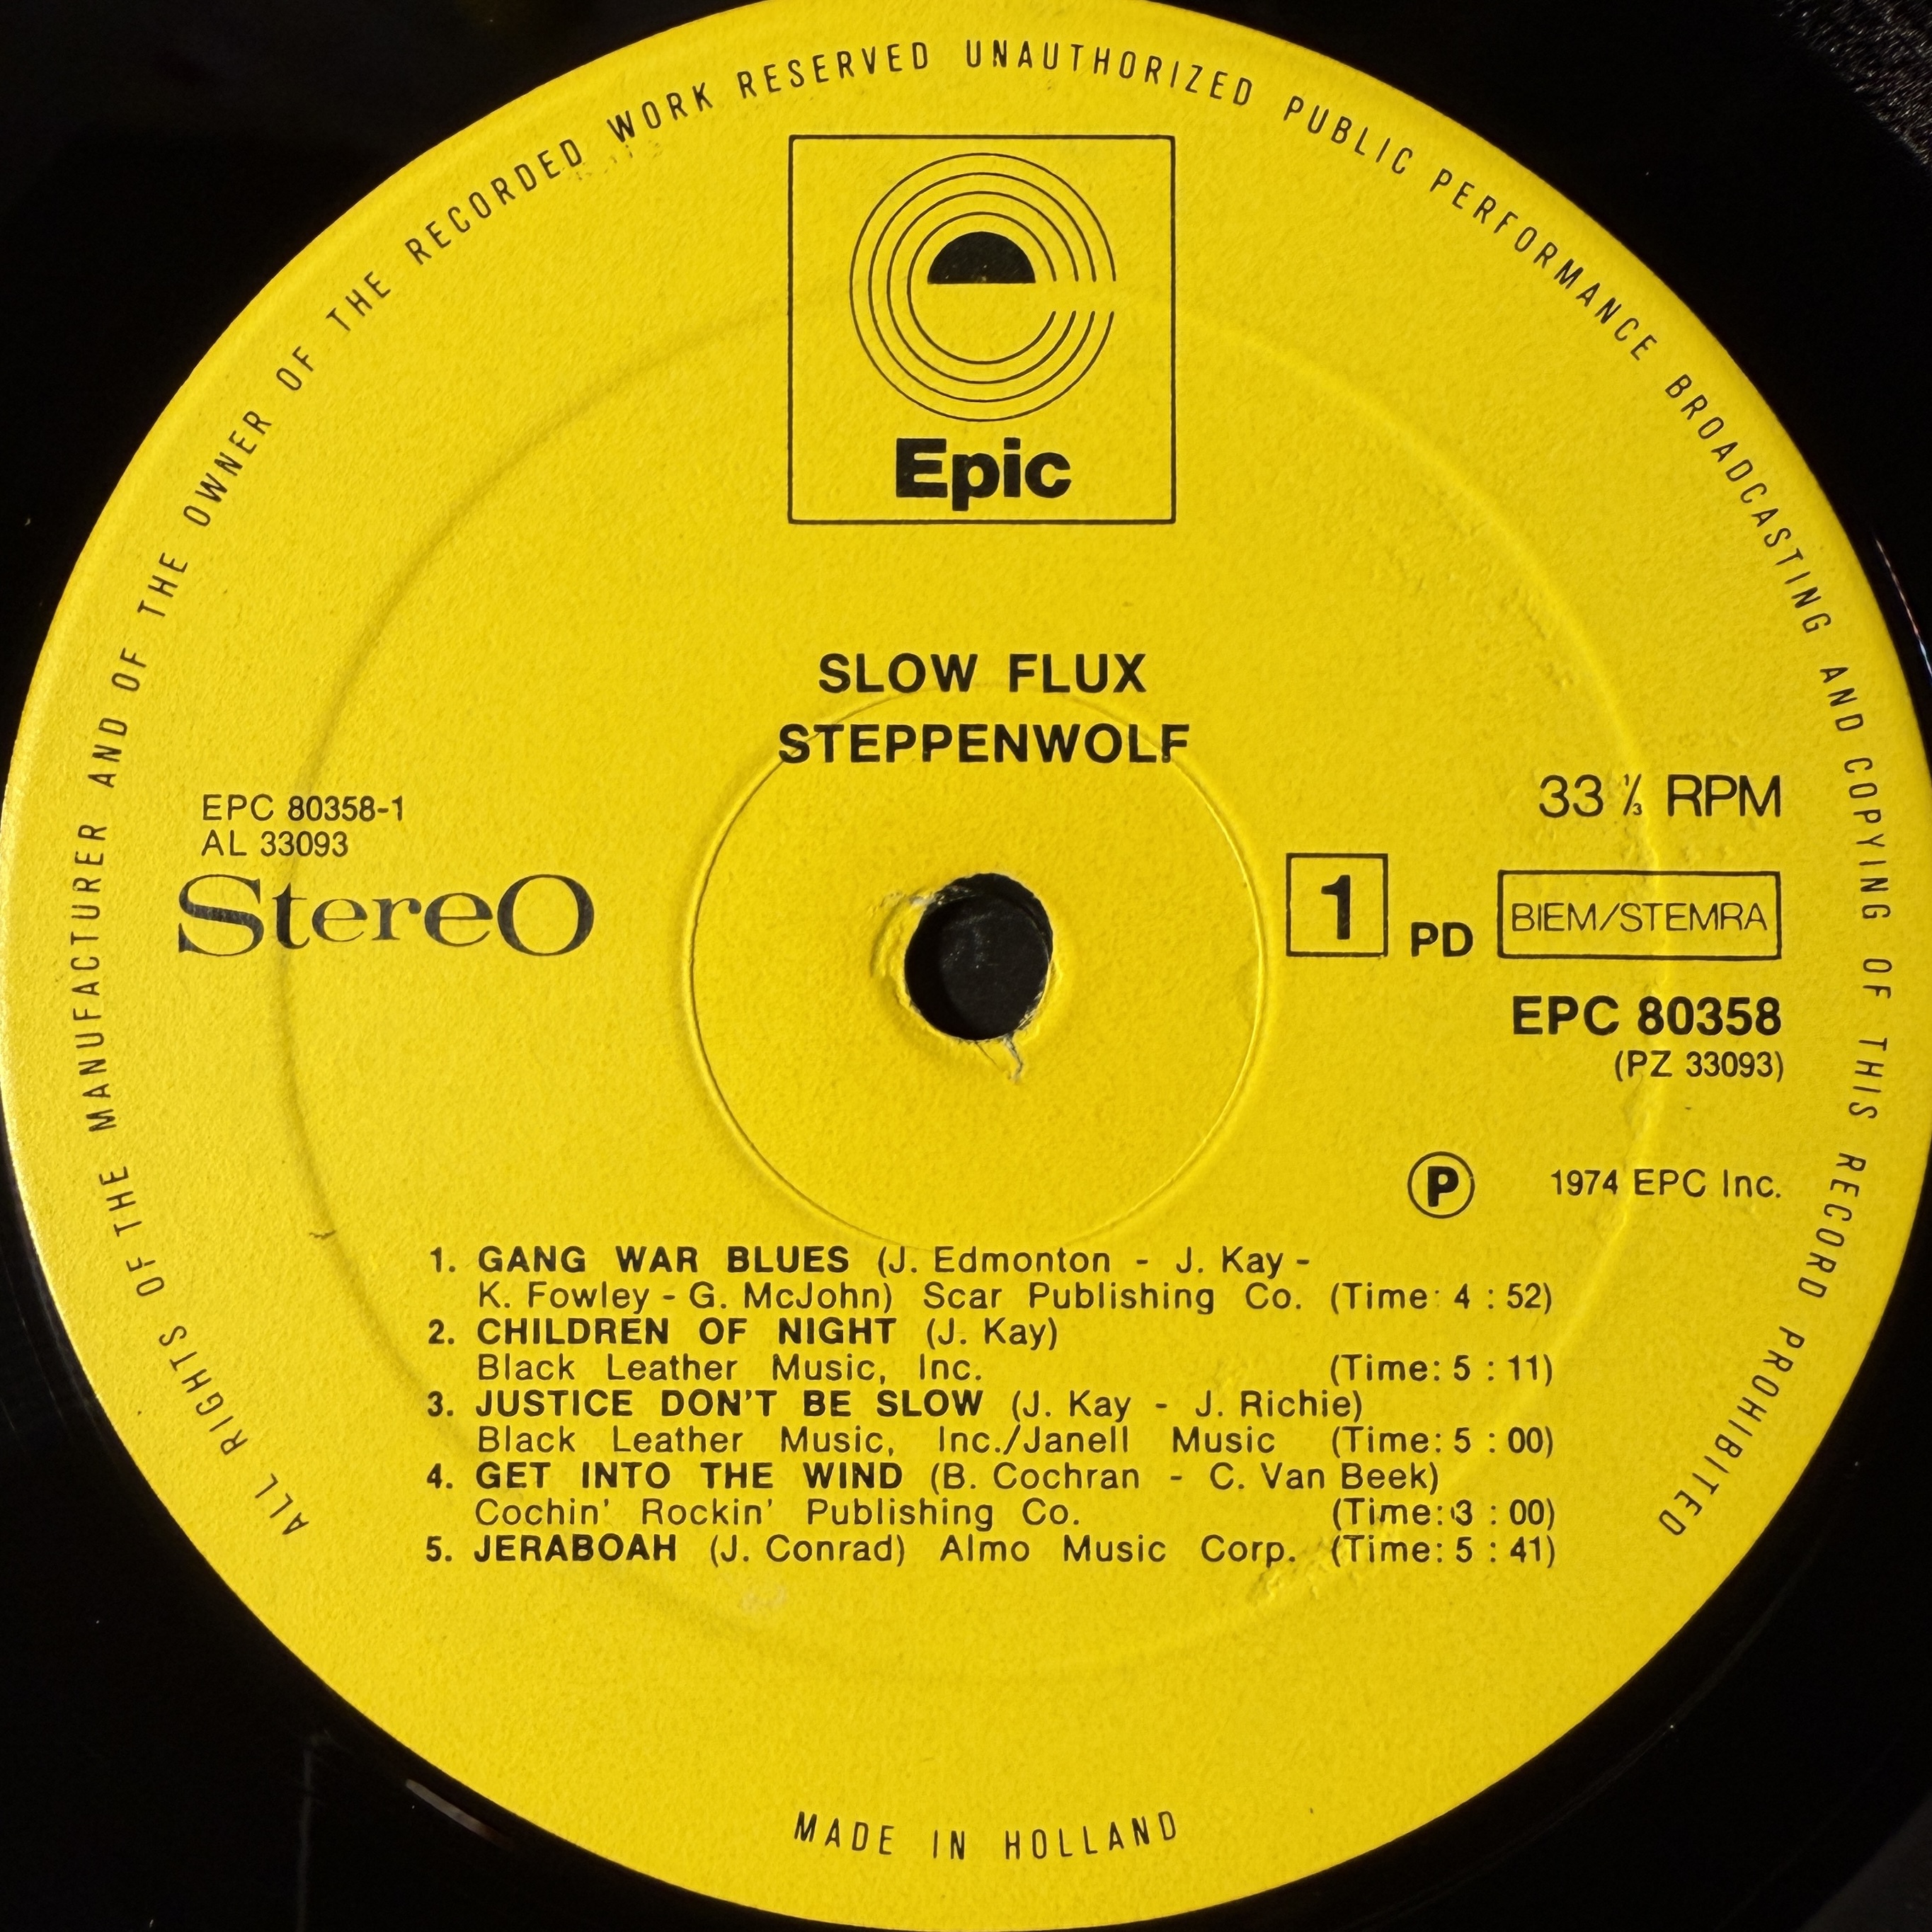 ALL RIGHTS OF THE MANUFACTURER AND OF THE OWNER OF THE RECORDED WORK RESERVED UNAUTHORIZED PUBLIC PERFORMANCE BROADCASTING AND COPYING OF THIS RECORD PROHIBITED
Epic
SLOW FLUX
STEPPENWOLF
EPC 80358-1
AL 33093
StereO
33 ⅓ RPM
1 PD BIEM/STEMRA
EPC 80358
(PZ 33093)
Ⓟ 1974 EPC Inc.
1. GANG WAR BLUES (J. Edmonton - J. Kay -
K. Fowley - G. McJohn) Scar Publishing Co. (Time: 4 : 52)
2. CHILDREN OF NIGHT (J. Kay)
Black Leather Music, Inc. (Time: 5 : 11)
3. JUSTICE DON'T BE SLOW (J. Kay - J. Richie)
Black Leather Music, Inc./Janell Music (Time: 5 : 00)
4. GET INTO THE WIND (B. Cochran - C. Van Beek)
Cochin' Rockin' Publishing Co. (Time: 3 : 00)
5. JERABOAH (J. Conrad) Almo Music Corp. (Time: 5 : 41)
MADE IN HOLLAND